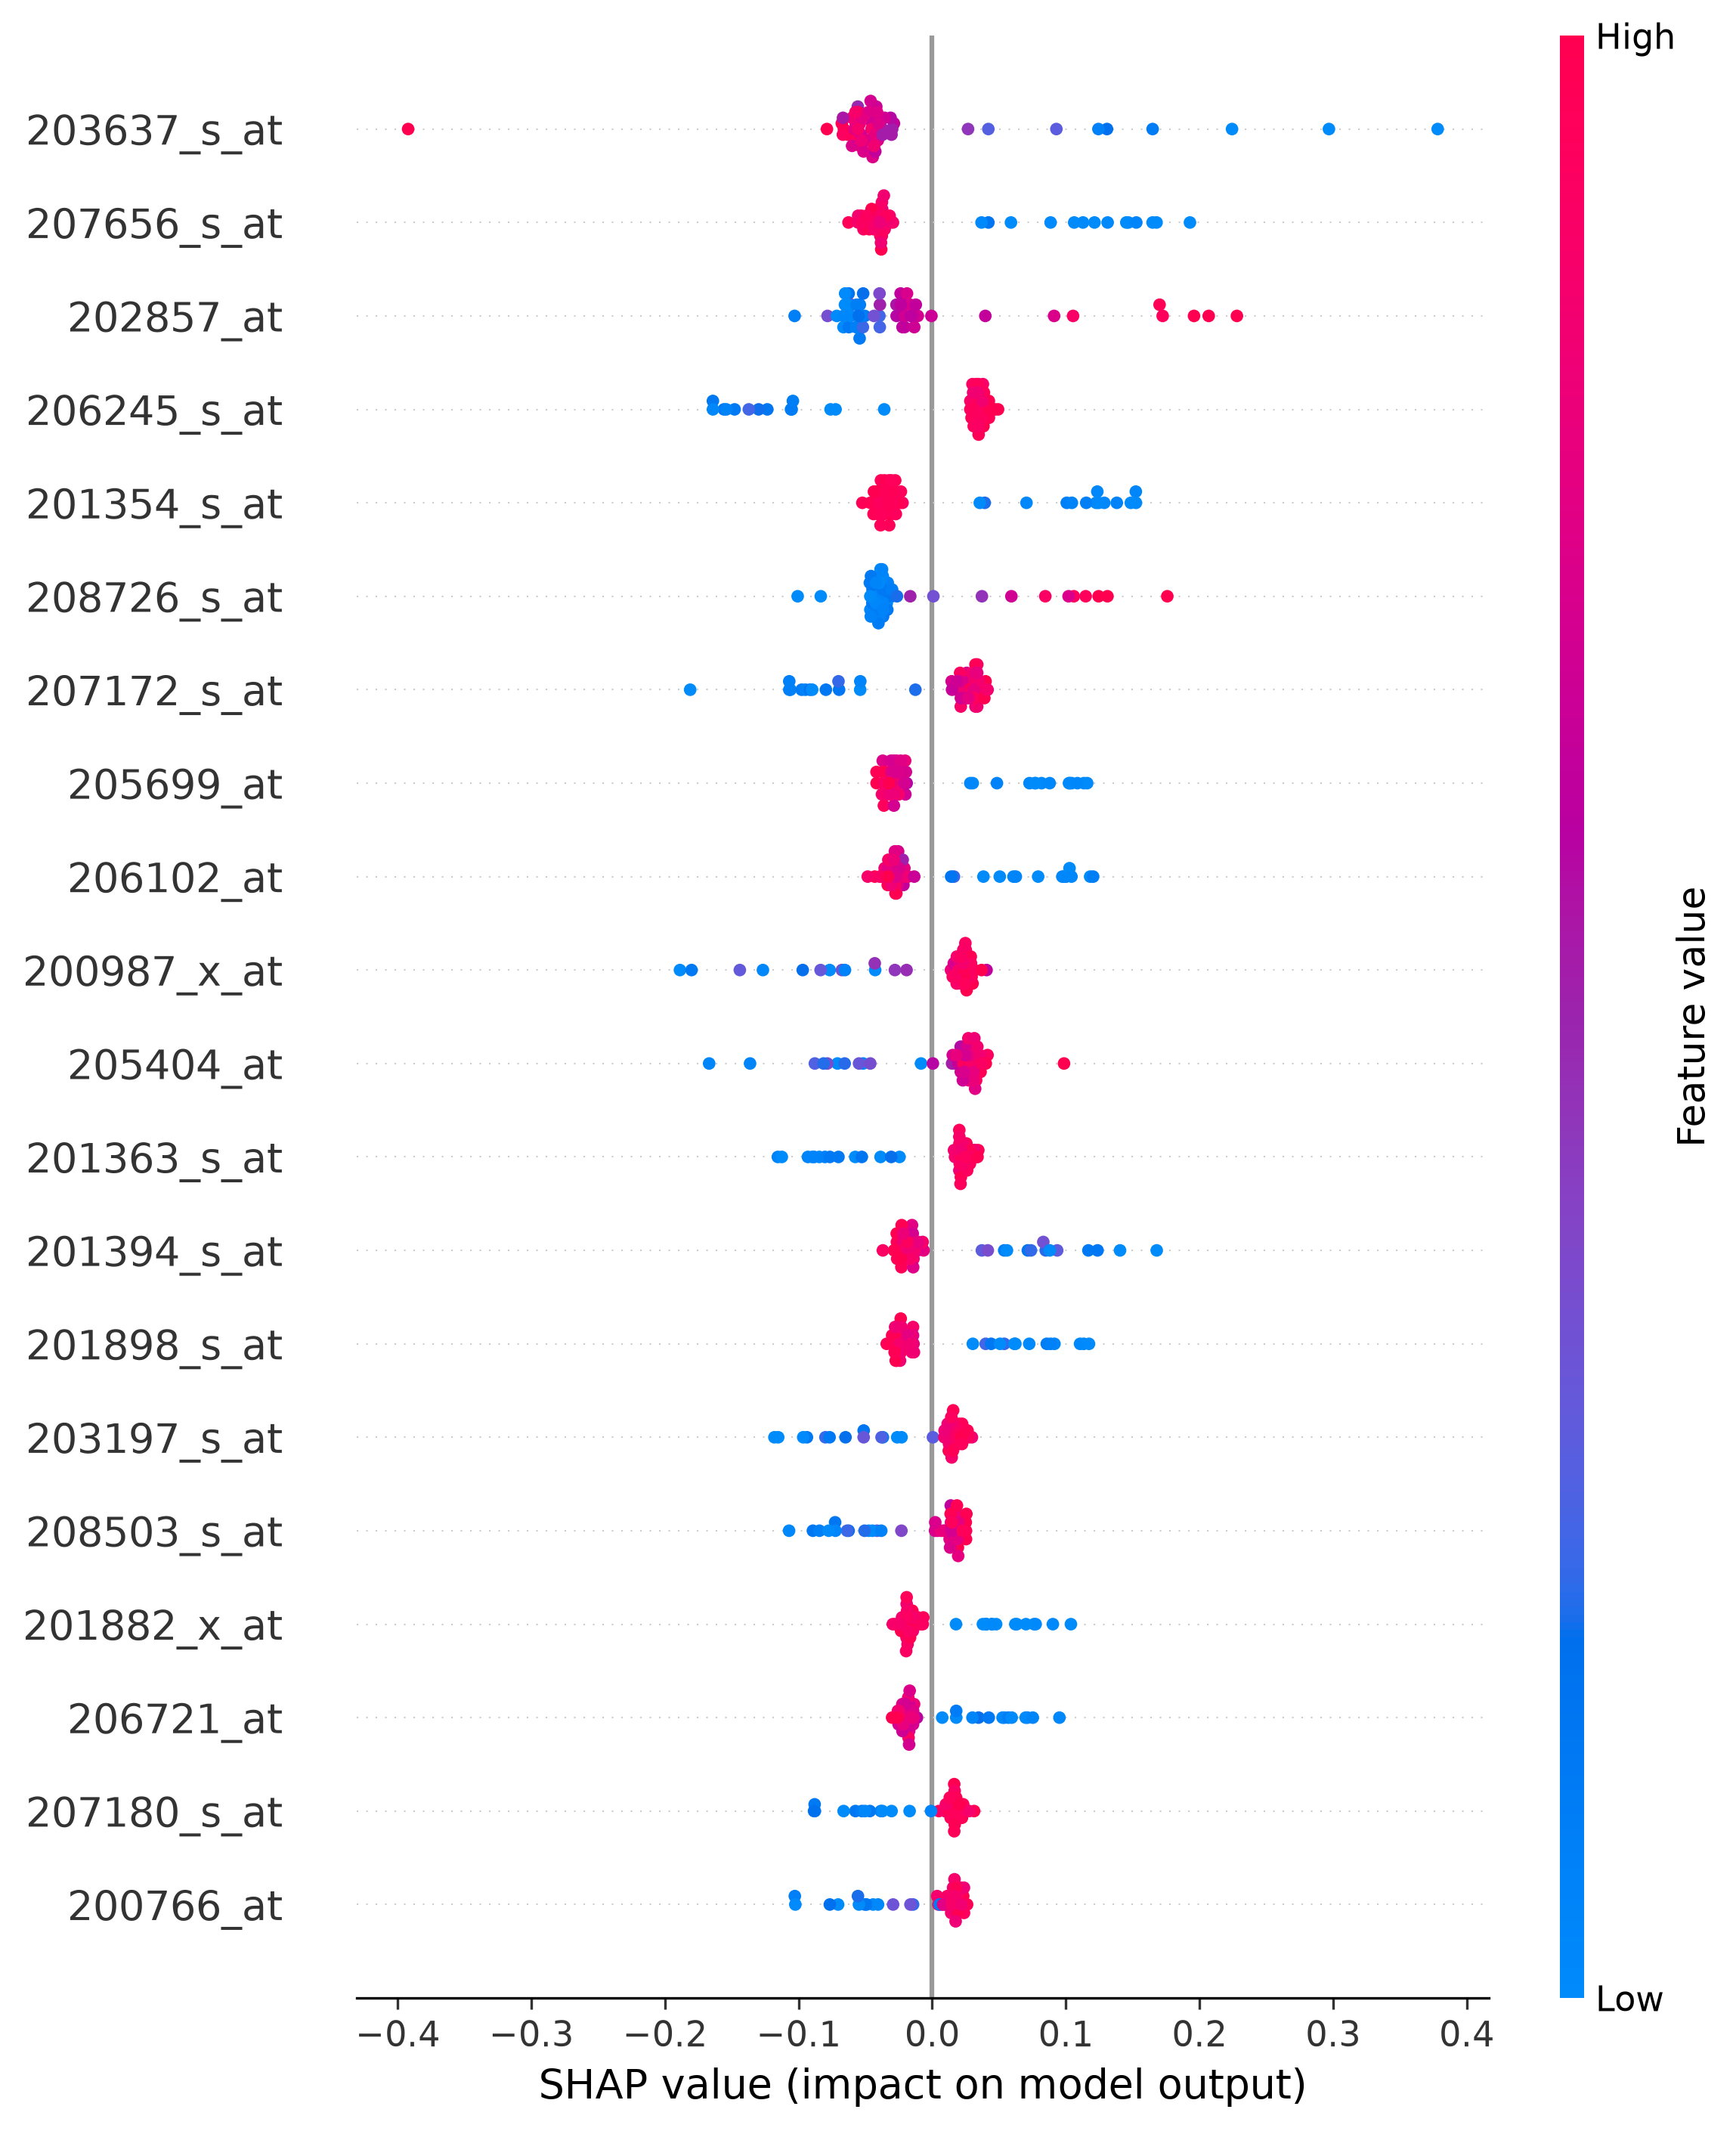 High
203637_s_at
207656_s_at
202857_at
206245_s_at
201354_s_at
208726_s_at
207172_s_at
205699_at
206102_at
200987_x_at
205404_at
201363_s_at
201394_s_at
201898_s_at
203197_s_at
208503_s_at
201882_x_at
206721_at
207180_s_at
200766_at
Feature value
Low
−0.4 −0.3 −0.2 −0.1 0.0 0.1 0.2 0.3 0.4
SHAP value (impact on model output)